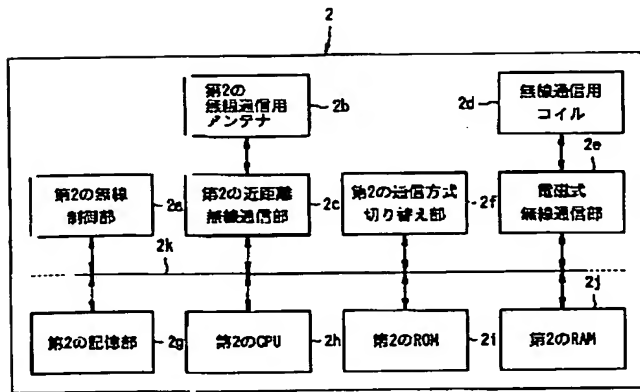 2
第2の
無線通信用
アンテナ
2b
2d
無線通信用
コイル
2e
第2の無線
制御部
2a
第2の近距離
無線通信部
2c
第2の通信方式
切り替え部
2f
電磁式
無線通信部
2k
2j
第2の記憶部
2g
第2のCPU
2h
第2のROM
2i
第2のRAM